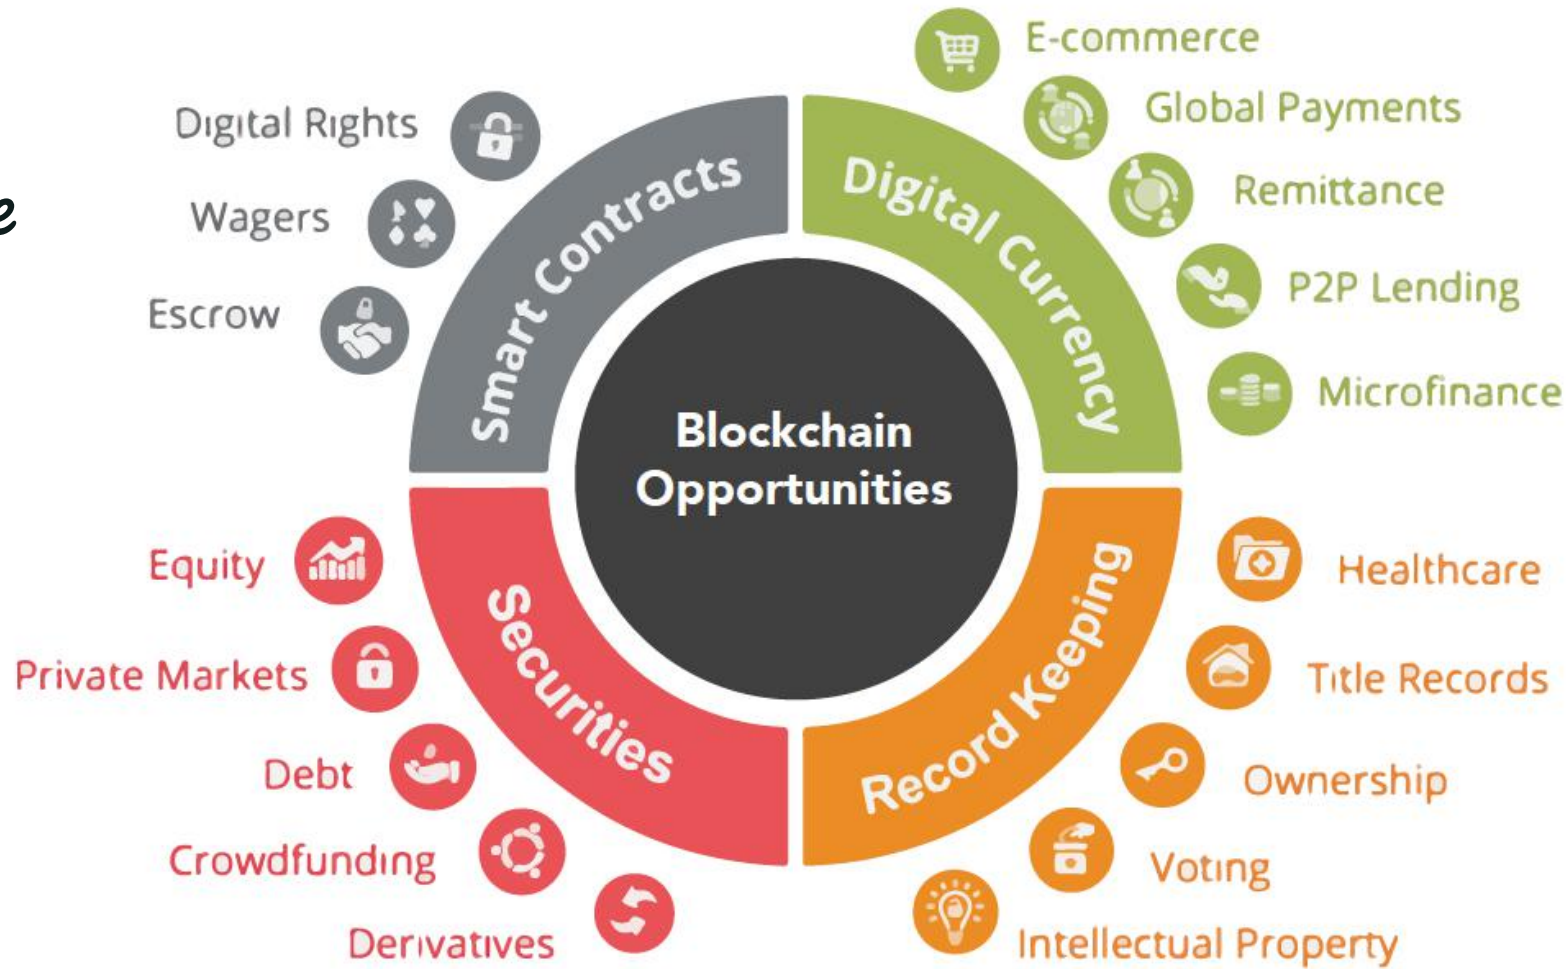 e
Digital Rights
Wagers
Escrow
Smart Contracts
E-commerce
Global Payments
Remittance
P2P Lending
Microfinance
Digital Currency
Blockchain
Opportunities
Equity
Private Markets
Debt
Crowdfunding
Derivatives
Securities
Healthcare
Title Records
Ownership
Voting
Intellectual Property
Record Keeping